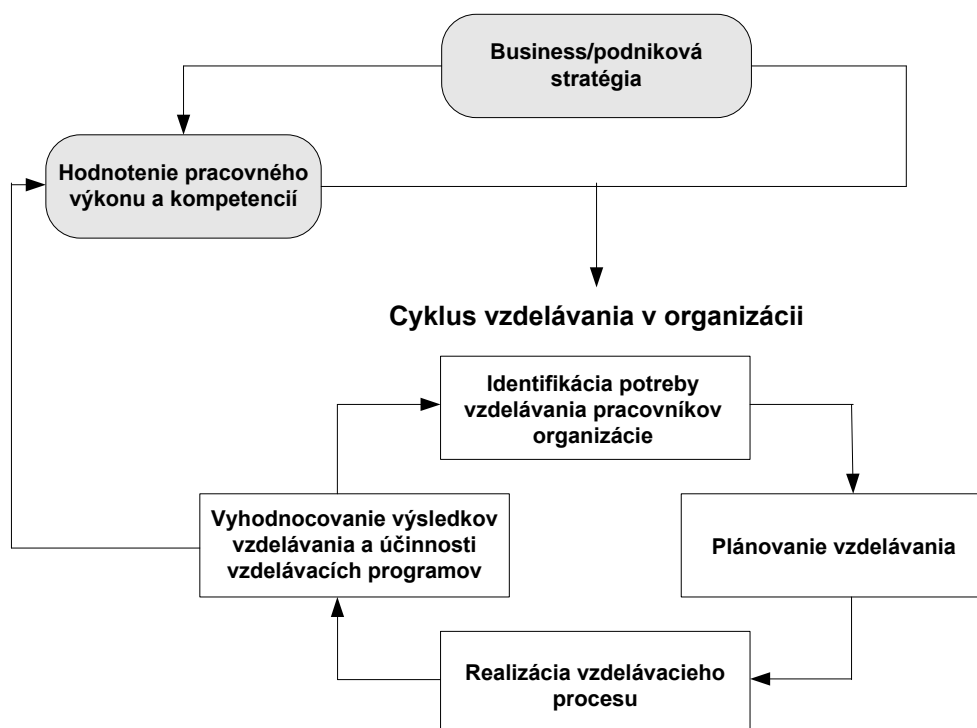 Business/podniková
stratégia
Hodnotenie pracovného
výkonu a kompetencií
Cyklus vzdelávania v organizácii
Identifikácia potreby
vzdelávania pracovníkov
organizácie
Vyhodnocovanie výsledkov
vzdelávania a účinnosti
vzdelávacích programov
Plánovanie vzdelávania
Realizácia vzdelávacieho
procesu